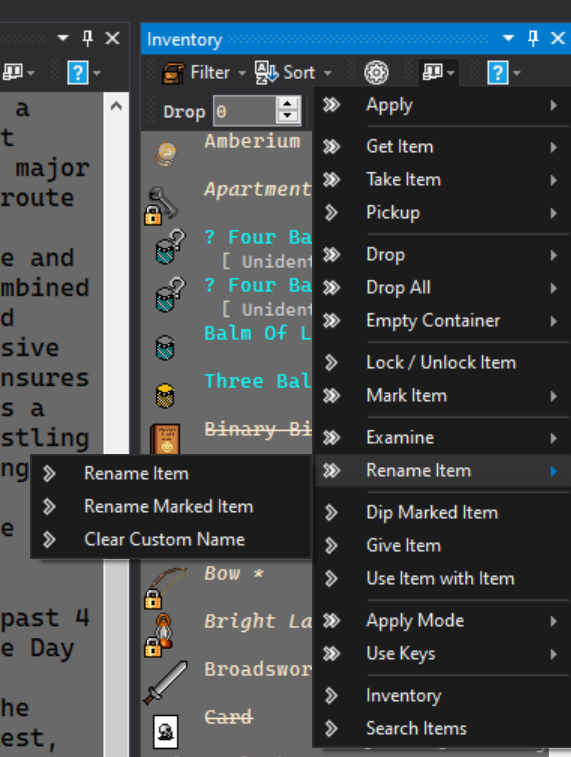 Inventory
Filter
Sort
?
?
Drop 0
a
t
major
route
e and
mbined
d
sive
nsures
s a
stling
ng
e
past 4
e Day
he
est,
Amberium
Apartment
? Four Ba
[ Unident
? Four Ba
[ Unident
Balm Of L
Three Bal
Binary Bi
Bow *
Bright La
Broadswor
Card
Apply
Get Item
Take Item
Pickup
Drop
Drop All
Empty Container
Lock / Unlock Item
Mark Item
Examine
Rename Item
Dip Marked Item
Give Item
Use Item with Item
Apply Mode
Use Keys
Inventory
Search Items
Rename Item
Rename Marked Item
Clear Custom Name